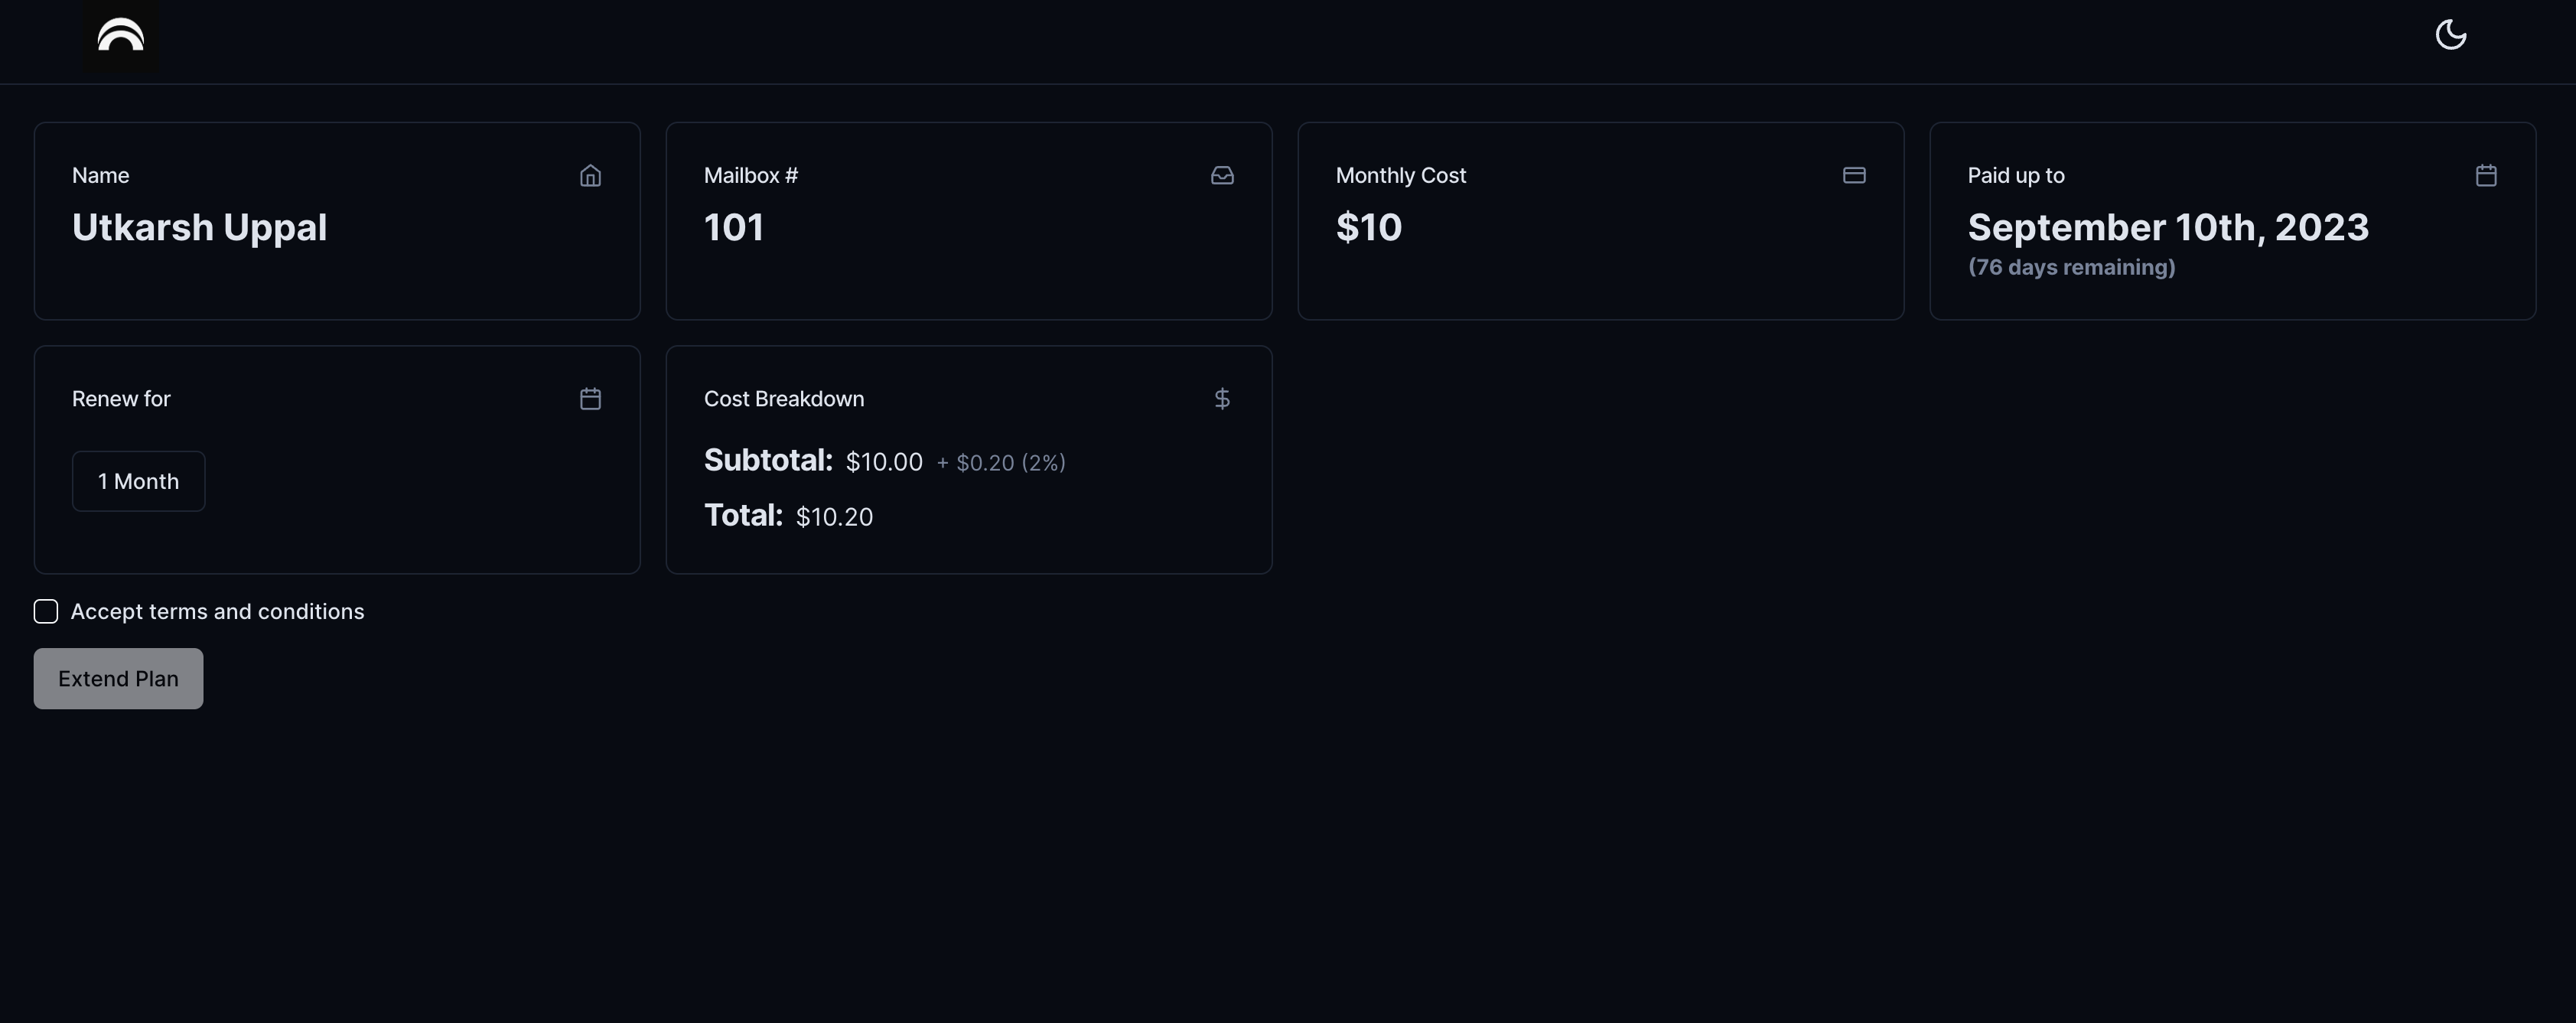 Name
Utkarsh Uppal
Mailbox #
101
Monthly Cost
$10
Paid up to
September 10th, 2023
(76 days remaining)
Renew for
1 Month
Cost Breakdown
Subtotal: $10.00 + $0.20 (2%)
Total: $10.20
Accept terms and conditions
Extend Plan